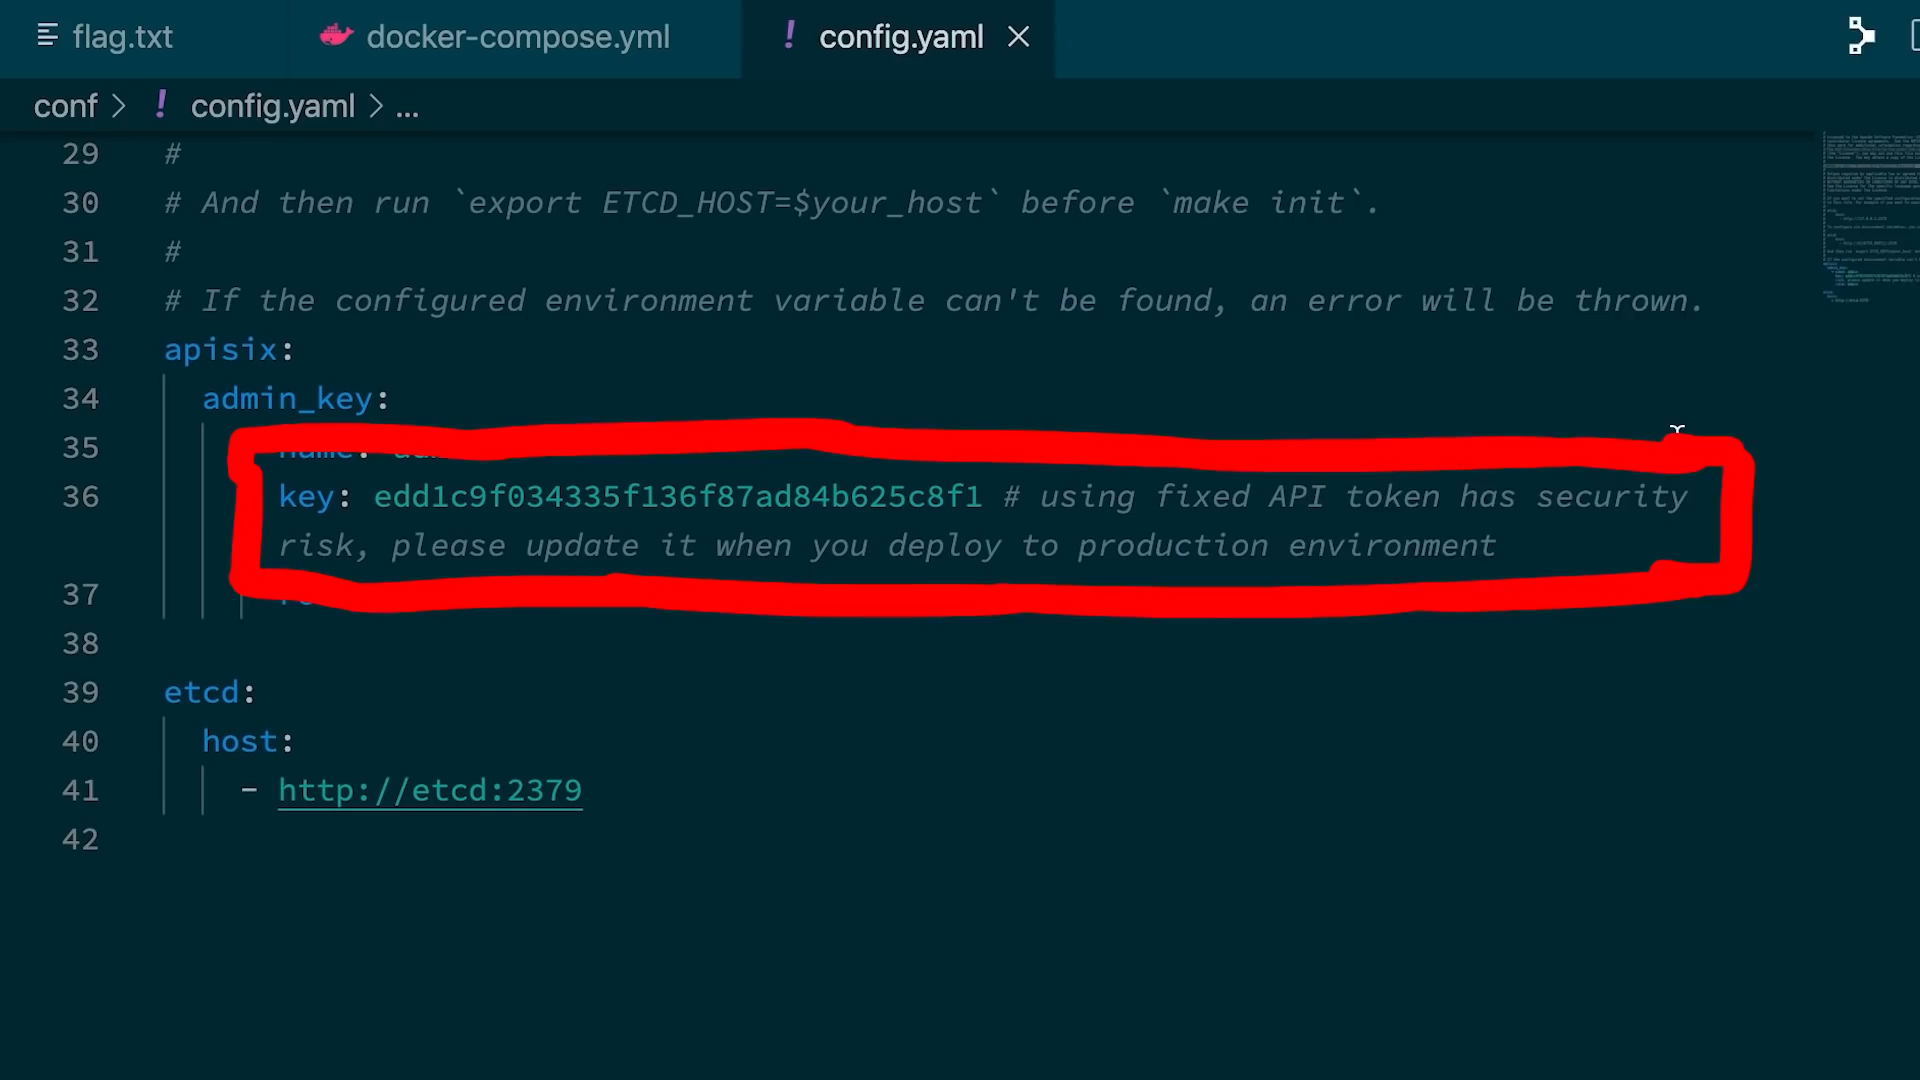 flag.txt
docker-compose.yml
config.yaml
conf > ! config.yaml > ...
29 #
30 # And then run `export ETCD_HOST=$your_host` before `make init`.
31 #
32 # If the configured environment variable can't be found, an error will be thrown.
33 apisix:
34 admin_key:
35 name:
36 key: edd1c9f034335f136f87ad84b625c8f1 # using fixed API token has security
risk, please update it when you deploy to production environment
37
38
39 etcd:
40 host:
41 - http://etcd:2379
42